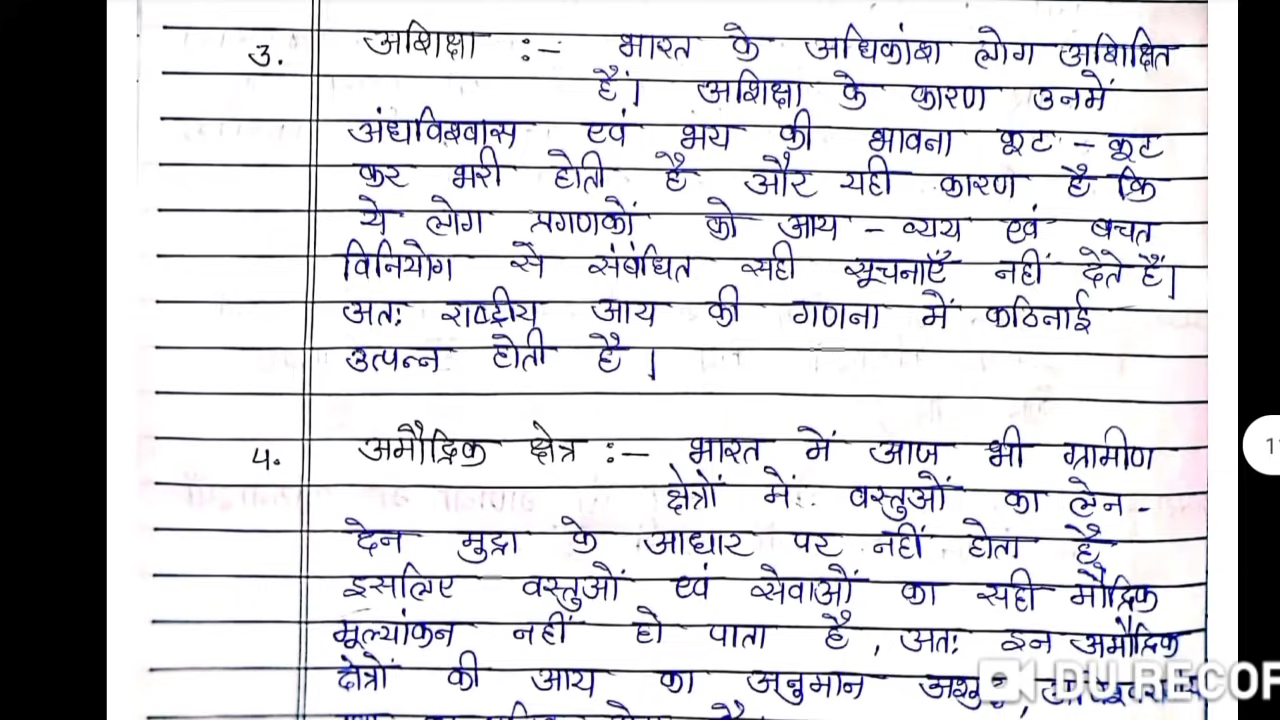 3. अशिक्षा :- भारत के अधिकांश लोग अशिक्षित
हैं। अशिक्षा के कारण उनमें
अंधविश्वास एवं भय की भावना कूट - कूट
कर भरी होती है और यही कारण है कि
ये लोग प्रगणकों को आय - व्यय एवं बचत
विनियोग से संबंधित सही सूचनाएँ नहीं देते हैं।
अतः राष्ट्रीय आय की गणना में कठिनाई
उत्पन्न होती है।
4. अमौद्रिक क्षेत्र :- भारत में आज भी ग्रामीण
क्षेत्रों में वस्तुओं का लेन -
देन मुद्रा के आधार पर नहीं होता है,
इसलिए वस्तुओं एवं सेवाओं का सही मौद्रिक
मूल्यांकन नहीं हो पाता है, अतः इन अमौद्रिक
क्षेत्रों की आय का अनुमान
DU RECOR